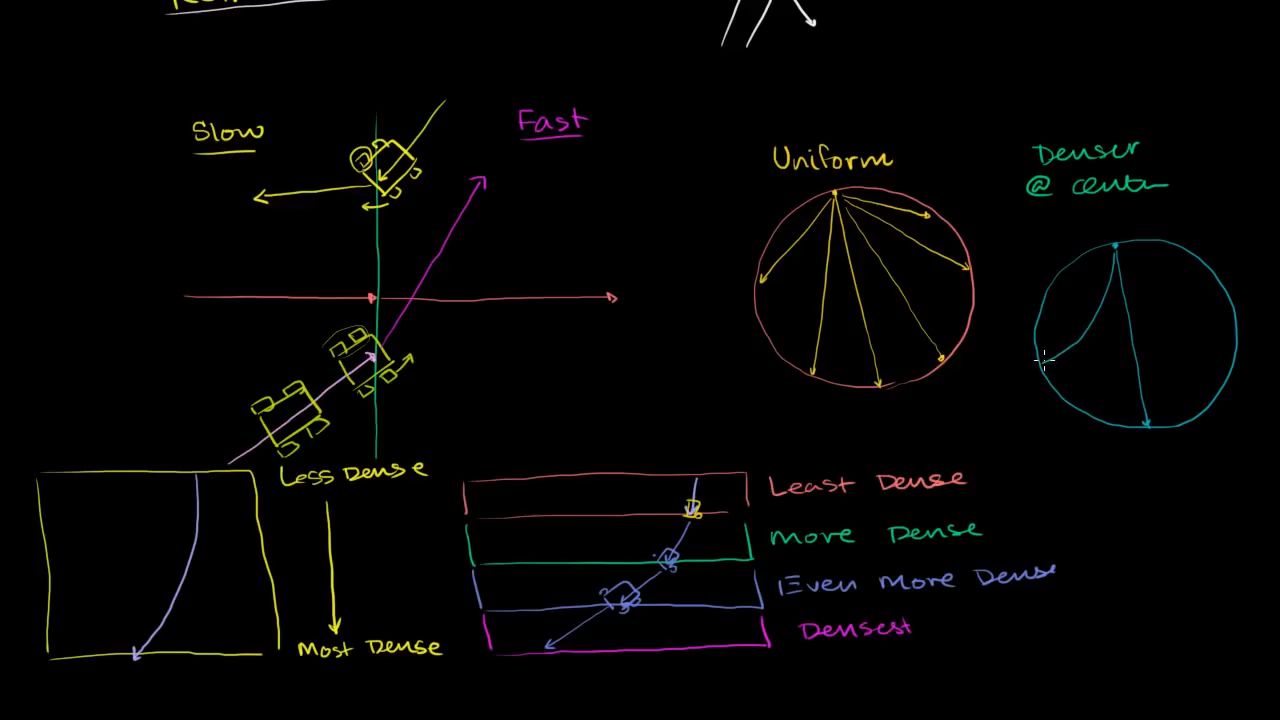 Slow
Fast
Uniform
Denser
@ center
Less Dense
Most Dense
Least Dense
More Dense
Even More Dense
Densest